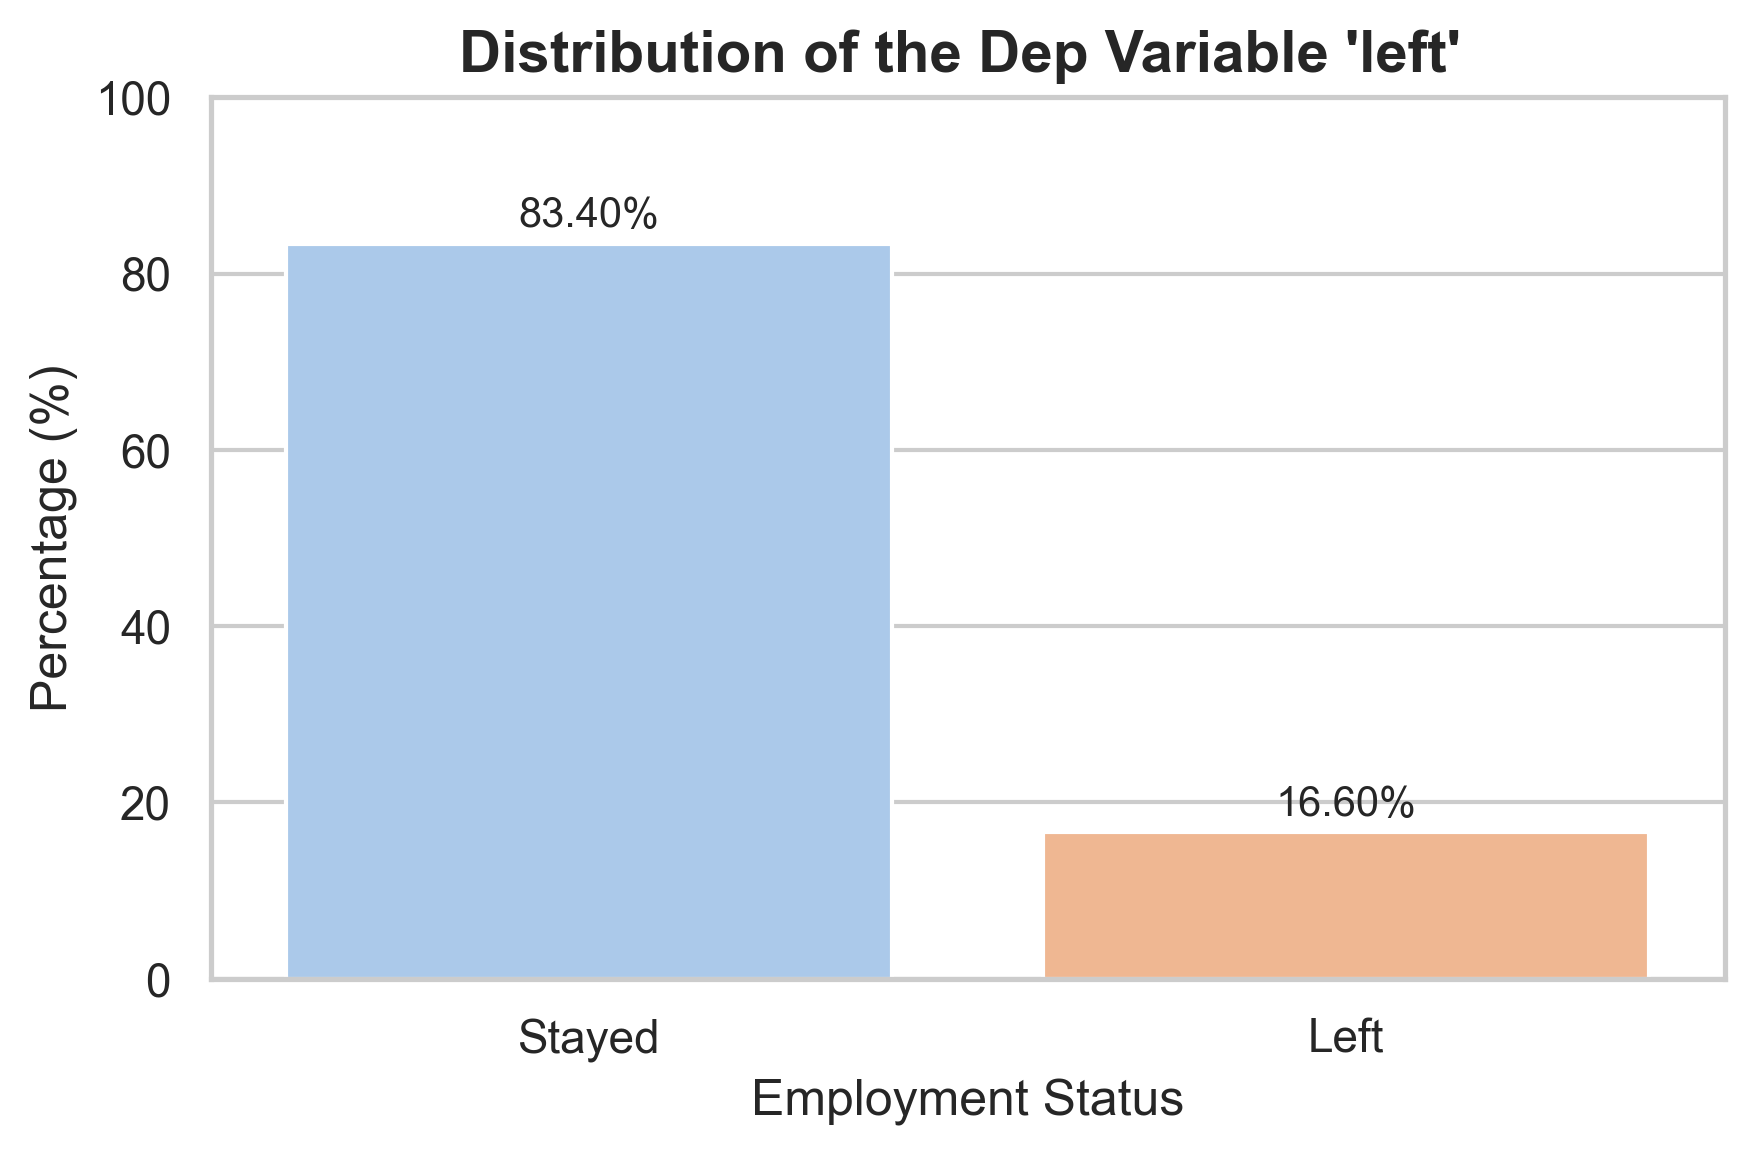 Distribution of the Dep Variable 'left'
Percentage (%)
100
80
60
40
20
0
83.40%
16.60%
Stayed
Left
Employment Status